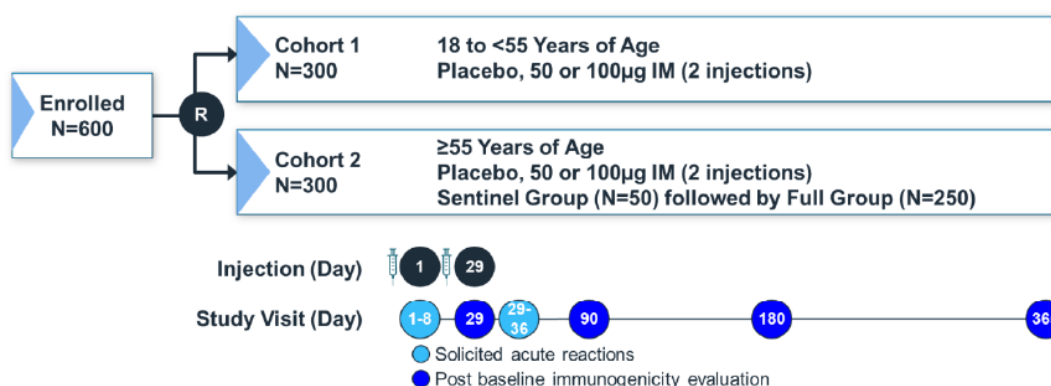 Enrolled
N=600
R
Cohort 1
N=300
18 to <55 Years of Age
Placebo, 50 or 100µg IM (2 injections)
Cohort 2
N=300
≥55 Years of Age
Placebo, 50 or 100µg IM (2 injections)
Sentinel Group (N=50) followed by Full Group (N=250)
Injection (Day) 1 29
Study Visit (Day) 1-8 29 29-36 90 180 36
Solicited acute reactions
Post baseline immunogenicity evaluation